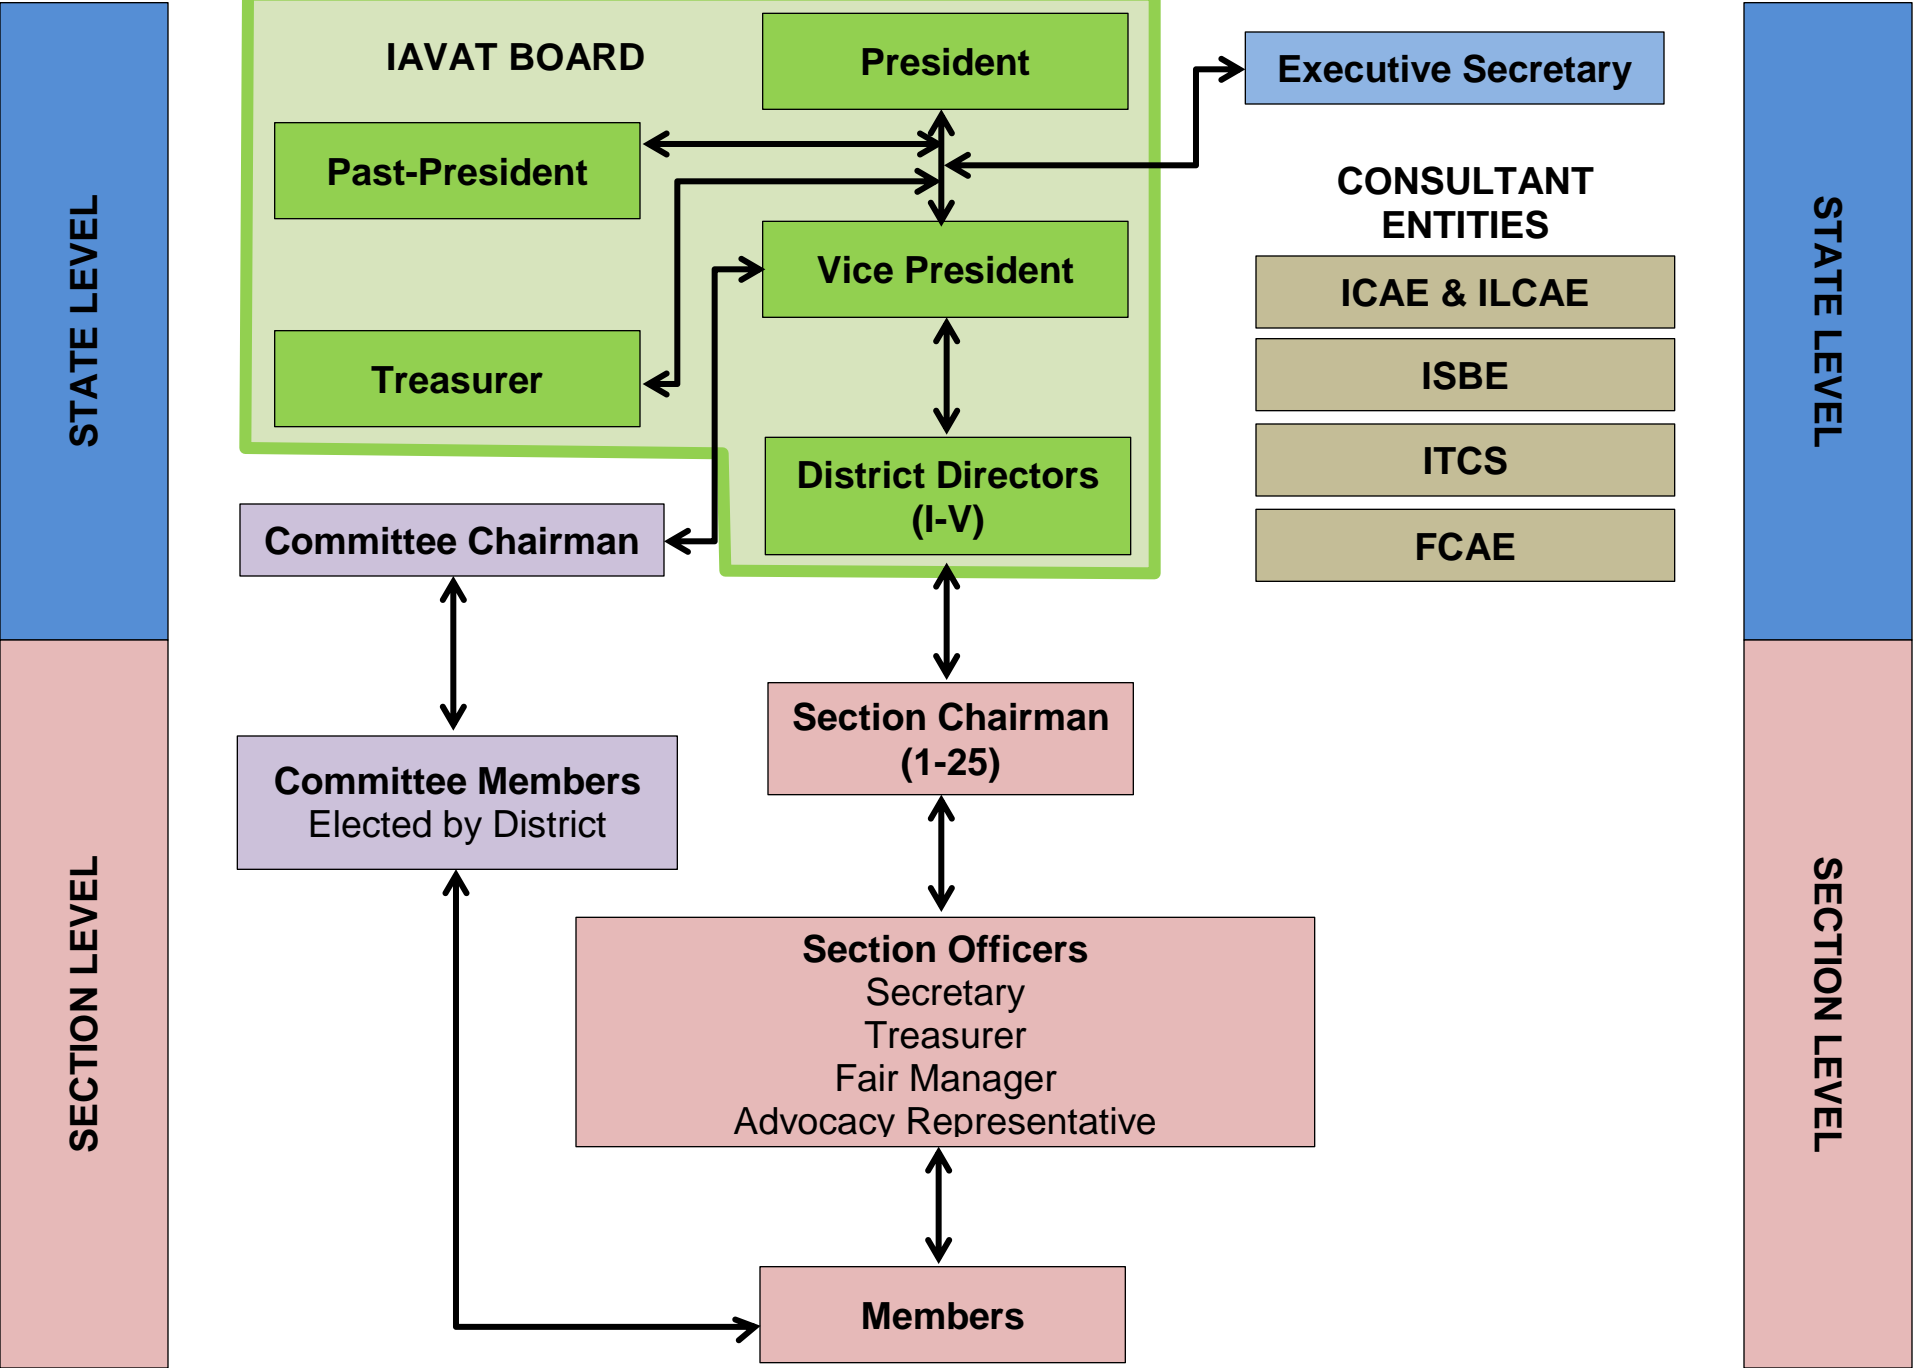 IAVAT BOARD
President
Executive Secretary
Past-President
CONSULTANT
ENTITIES
Vice President
ICAE & ILCAE
Treasurer
ISBE
ITCS
District Directors
(I-V)
FCAE
Committee Chairman
STATE LEVEL
STATE LEVEL
Section Chairman
(1-25)
Committee Members
Elected by District
Section Officers
Secretary
Treasurer
Fair Manager
Advocacy Representative
Members
SECTION LEVEL
SECTION LEVEL